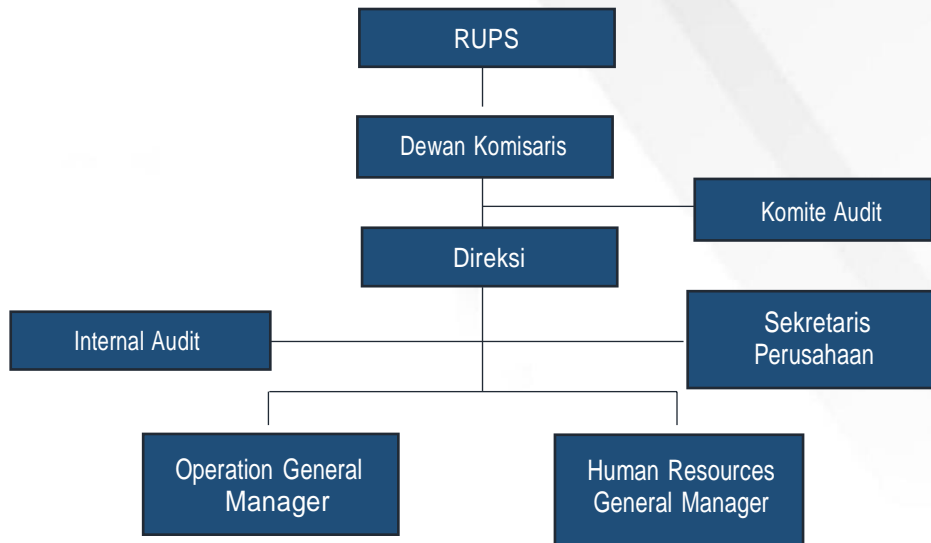 RUPS
Dewan Komisaris
Komite Audit
Direksi
Internal Audit
Sekretaris
Perusahaan
Operation General
Manager
Human Resources
General Manager